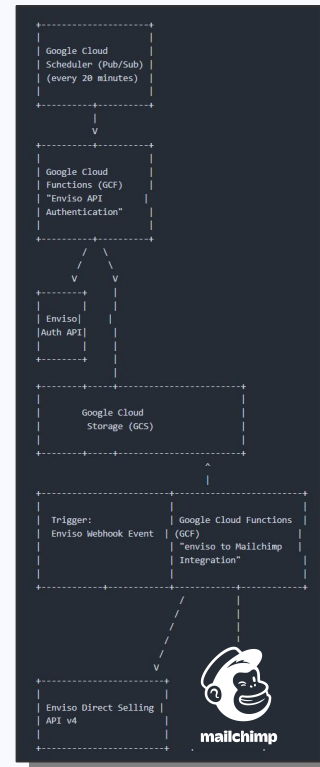 Google Cloud
Scheduler (Pub/Sub)
(every 20 minutes)
Google Cloud
Functions (GCF)
"Enviso API
Authentication"
Enviso
Auth API
Google Cloud
Storage (GCS)
Trigger:
Enviso Webhook Event
Google Cloud Functions
(GCF)
"enviso to Mailchimp
Integration"
Enviso Direct Selling
API v4
mailchimp